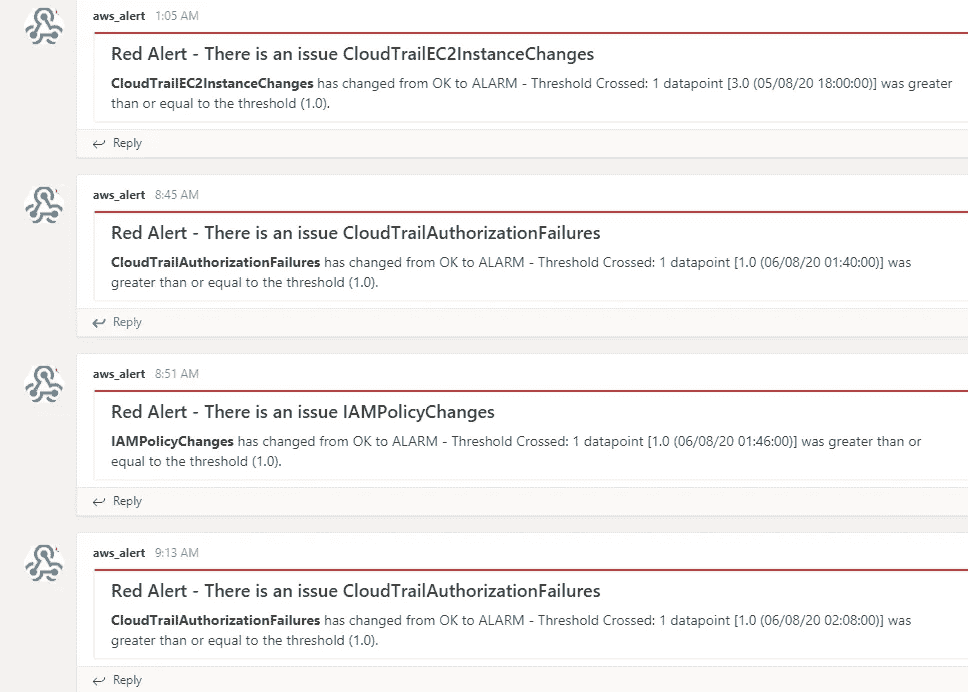 aws_alert 1:05 AM
Red Alert - There is an issue CloudTrailEC2InstanceChanges
CloudTrailEC2InstanceChanges has changed from OK to ALARM - Threshold Crossed: 1 datapoint [3.0 (05/08/20 18:00:00)] was greater
than or equal to the threshold (1.0).
Reply
aws_alert 8:45 AM
Red Alert - There is an issue CloudTrailAuthorizationFailures
CloudTrailAuthorizationFailures has changed from OK to ALARM - Threshold Crossed: 1 datapoint [1.0 (06/08/20 01:40:00)] was
greater than or equal to the threshold (1.0).
Reply
aws_alert 8:51 AM
Red Alert - There is an issue IAMPolicyChanges
IAMPolicyChanges has changed from OK to ALARM - Threshold Crossed: 1 datapoint [1.0 (06/08/20 01:46:00)] was greater than or
equal to the threshold (1.0).
Reply
aws_alert 9:13 AM
Red Alert - There is an issue CloudTrailAuthorizationFailures
CloudTrailAuthorizationFailures has changed from OK to ALARM - Threshold Crossed: 1 datapoint [1.0 (06/08/20 02:08:00)] was
greater than or equal to the threshold (1.0).
Reply